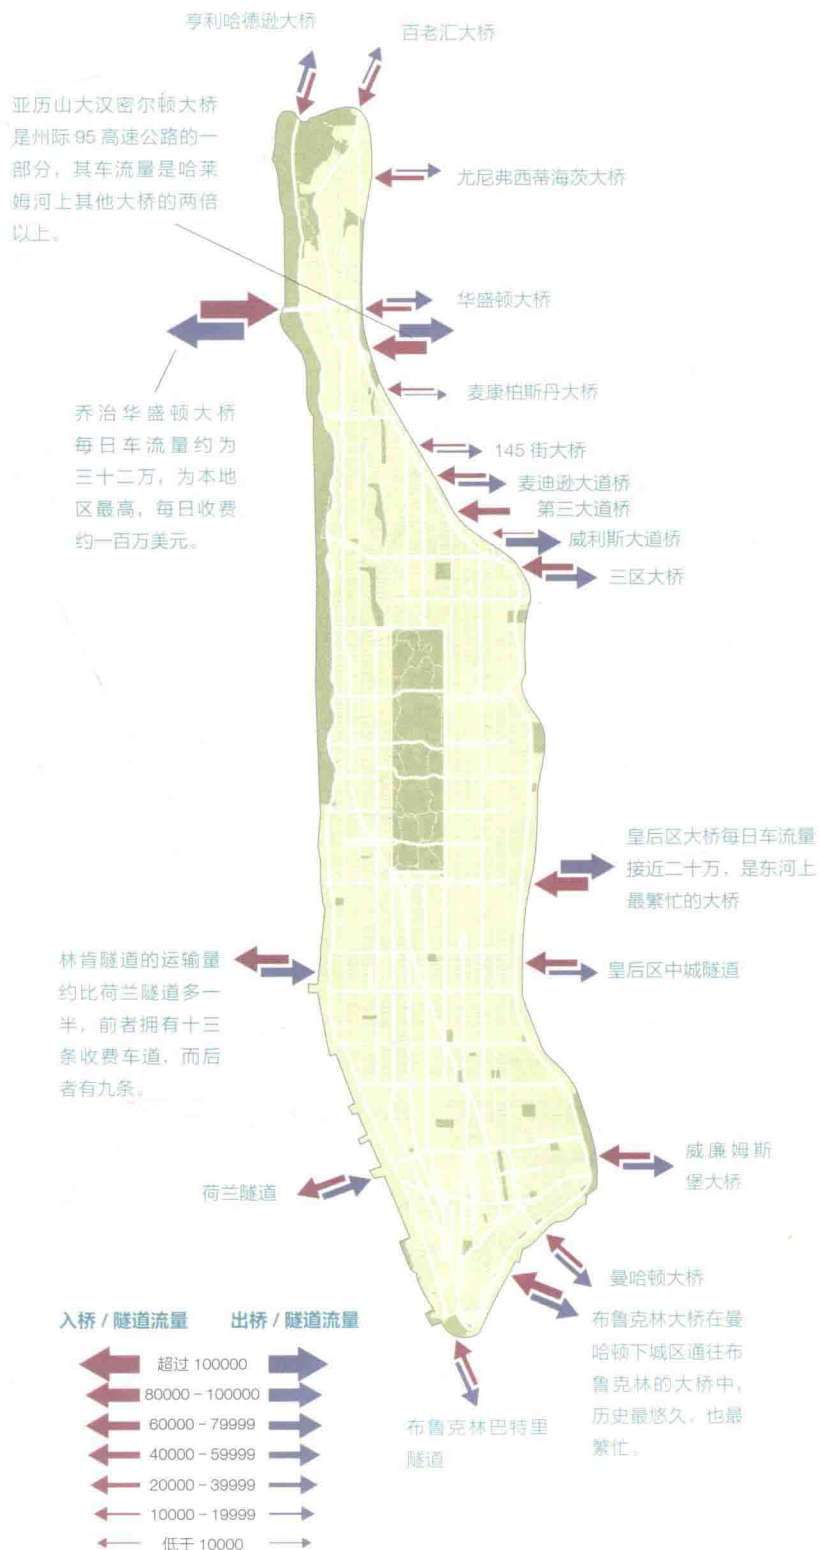 亨利哈德逊大桥
百老汇大桥
亚历山大汉密尔顿大桥
是州际 95 高速公路的一
部分，其车流量是哈莱
姆河上其他大桥的两倍
以上。
尤尼弗西蒂海茨大桥
华盛顿大桥
乔治华盛顿大桥
每日车流量约为
三十二万，为本地
区最高，每日收费
约一百万美元。
麦康柏斯丹大桥
145 街大桥
麦迪逊大道桥
第三大道桥
威利斯大道桥
三区大桥
皇后区大桥每日车流量
接近二十万，是东河上
最繁忙的大桥
林肯隧道的运输量
约比荷兰隧道多一
半，前者拥有十三
条收费车道，而后
者有九条。
皇后区中城隧道
威廉姆斯
堡大桥
荷兰隧道
曼哈顿大桥
布鲁克林大桥在曼
哈顿下城区通往布
鲁克林的大桥中，
历史最悠久，也最
繁忙。
布鲁克林巴特里
隧道
入桥 / 隧道流量 出桥 / 隧道流量
超过 100000
80000 – 100000
60000 – 79999
40000 – 59999
20000 – 39999
10000 – 19999
低于 10000